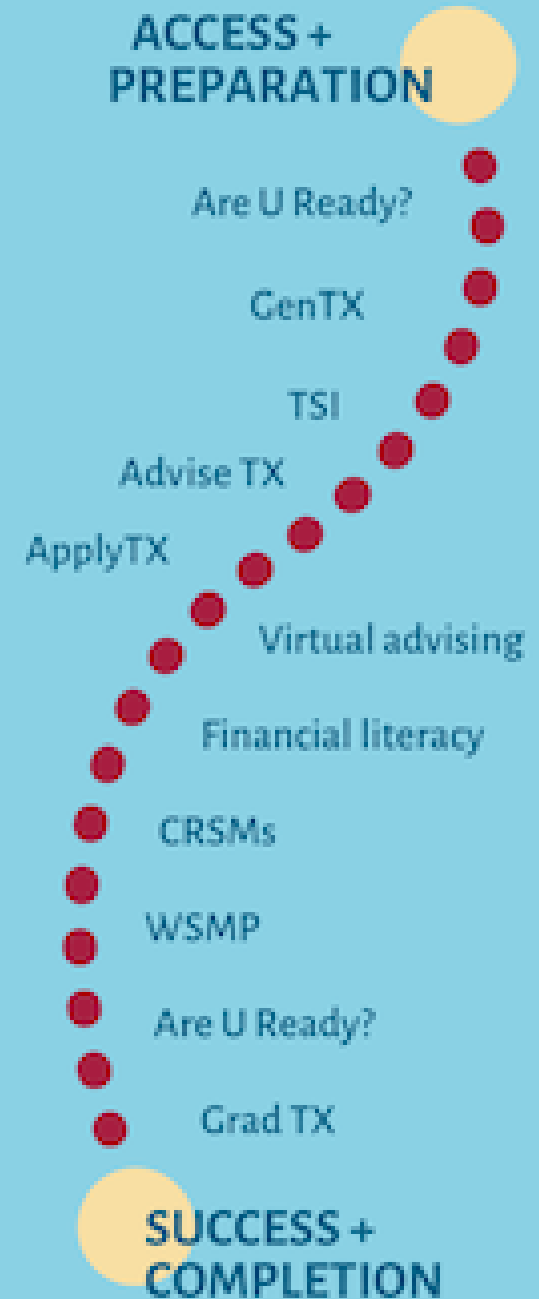 ACCESS +
PREPARATION
Are U Ready?
GenTX
TSI
Advise TX
ApplyTX
Virtual advising
Financial literacy
CRSMs
WSMP
Are U Ready?
Grad TX
SUCCESS +
COMPLETION